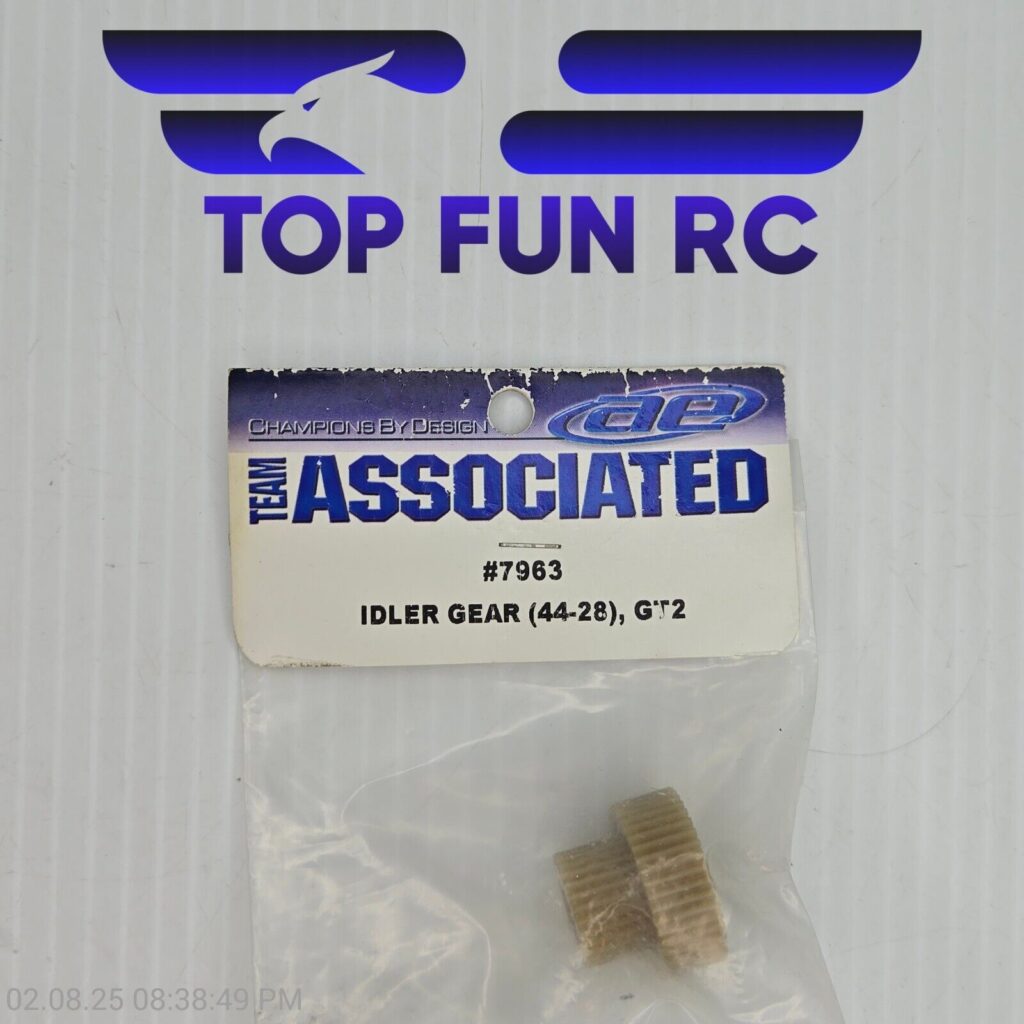 TOP FUN RC
CHAMPIONS BY DESIGN
ae
TEAM ASSOCIATED
#7963
IDLER GEAR (44-28), GT2
02.08.25 08:38:49 PM